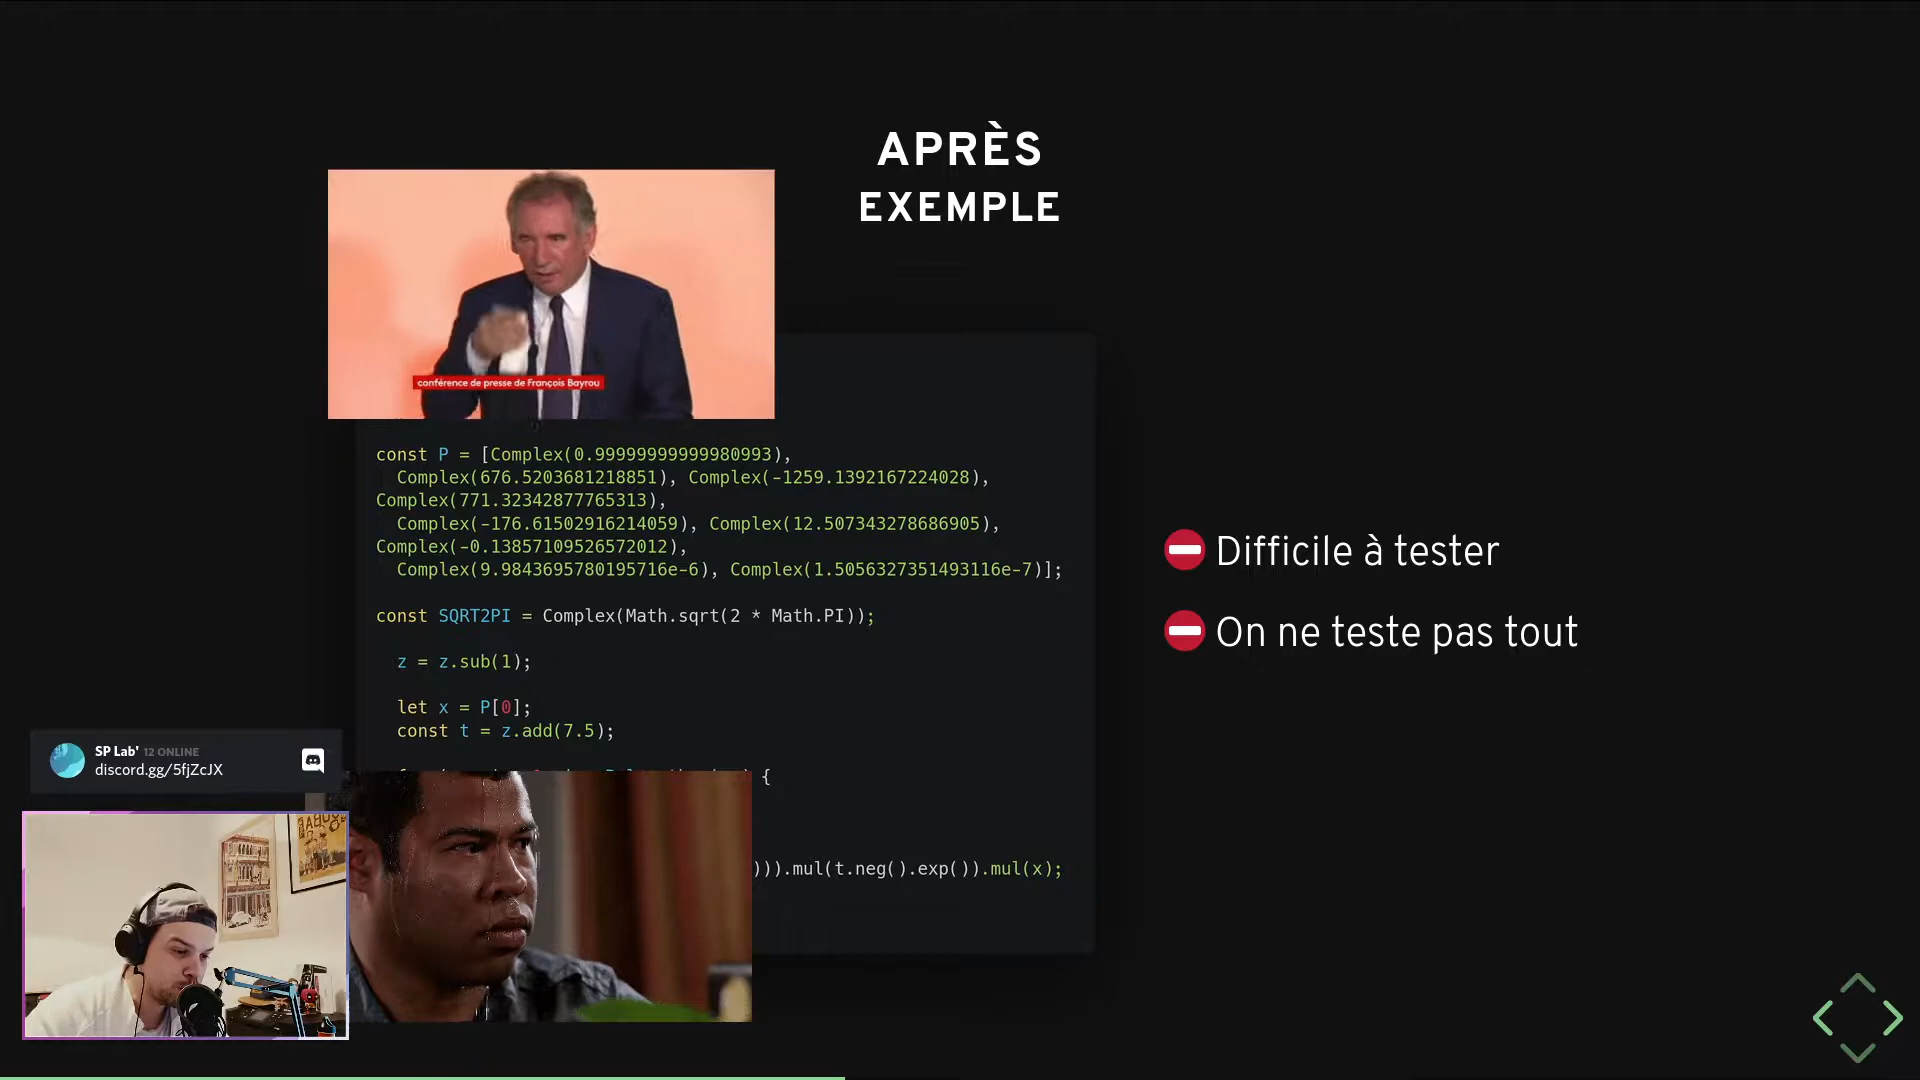 APRÈS
EXEMPLE
conférence de presse de François Bayrou
const P = [Complex(0.99999999999980993),
Complex(676.5203681218851), Complex(-1259.1392167224028),
Complex(771.32342877765313),
Complex(-176.61502916214059), Complex(12.507343278686905),
Complex(-0.13857109526572012),
Complex(9.9843695780195716e-6), Complex(1.5056327351493116e-7)];
const SQRT2PI = Complex(Math.sqrt(2 * Math.PI));
z = z.sub(1);
let x = P[0];
const t = z.add(7.5);
{
))).mul(t.neg().exp()).mul(x);
Difficile à tester
On ne teste pas tout
SP Lab' 12 ONLINE
discord.gg/5fjZcJX